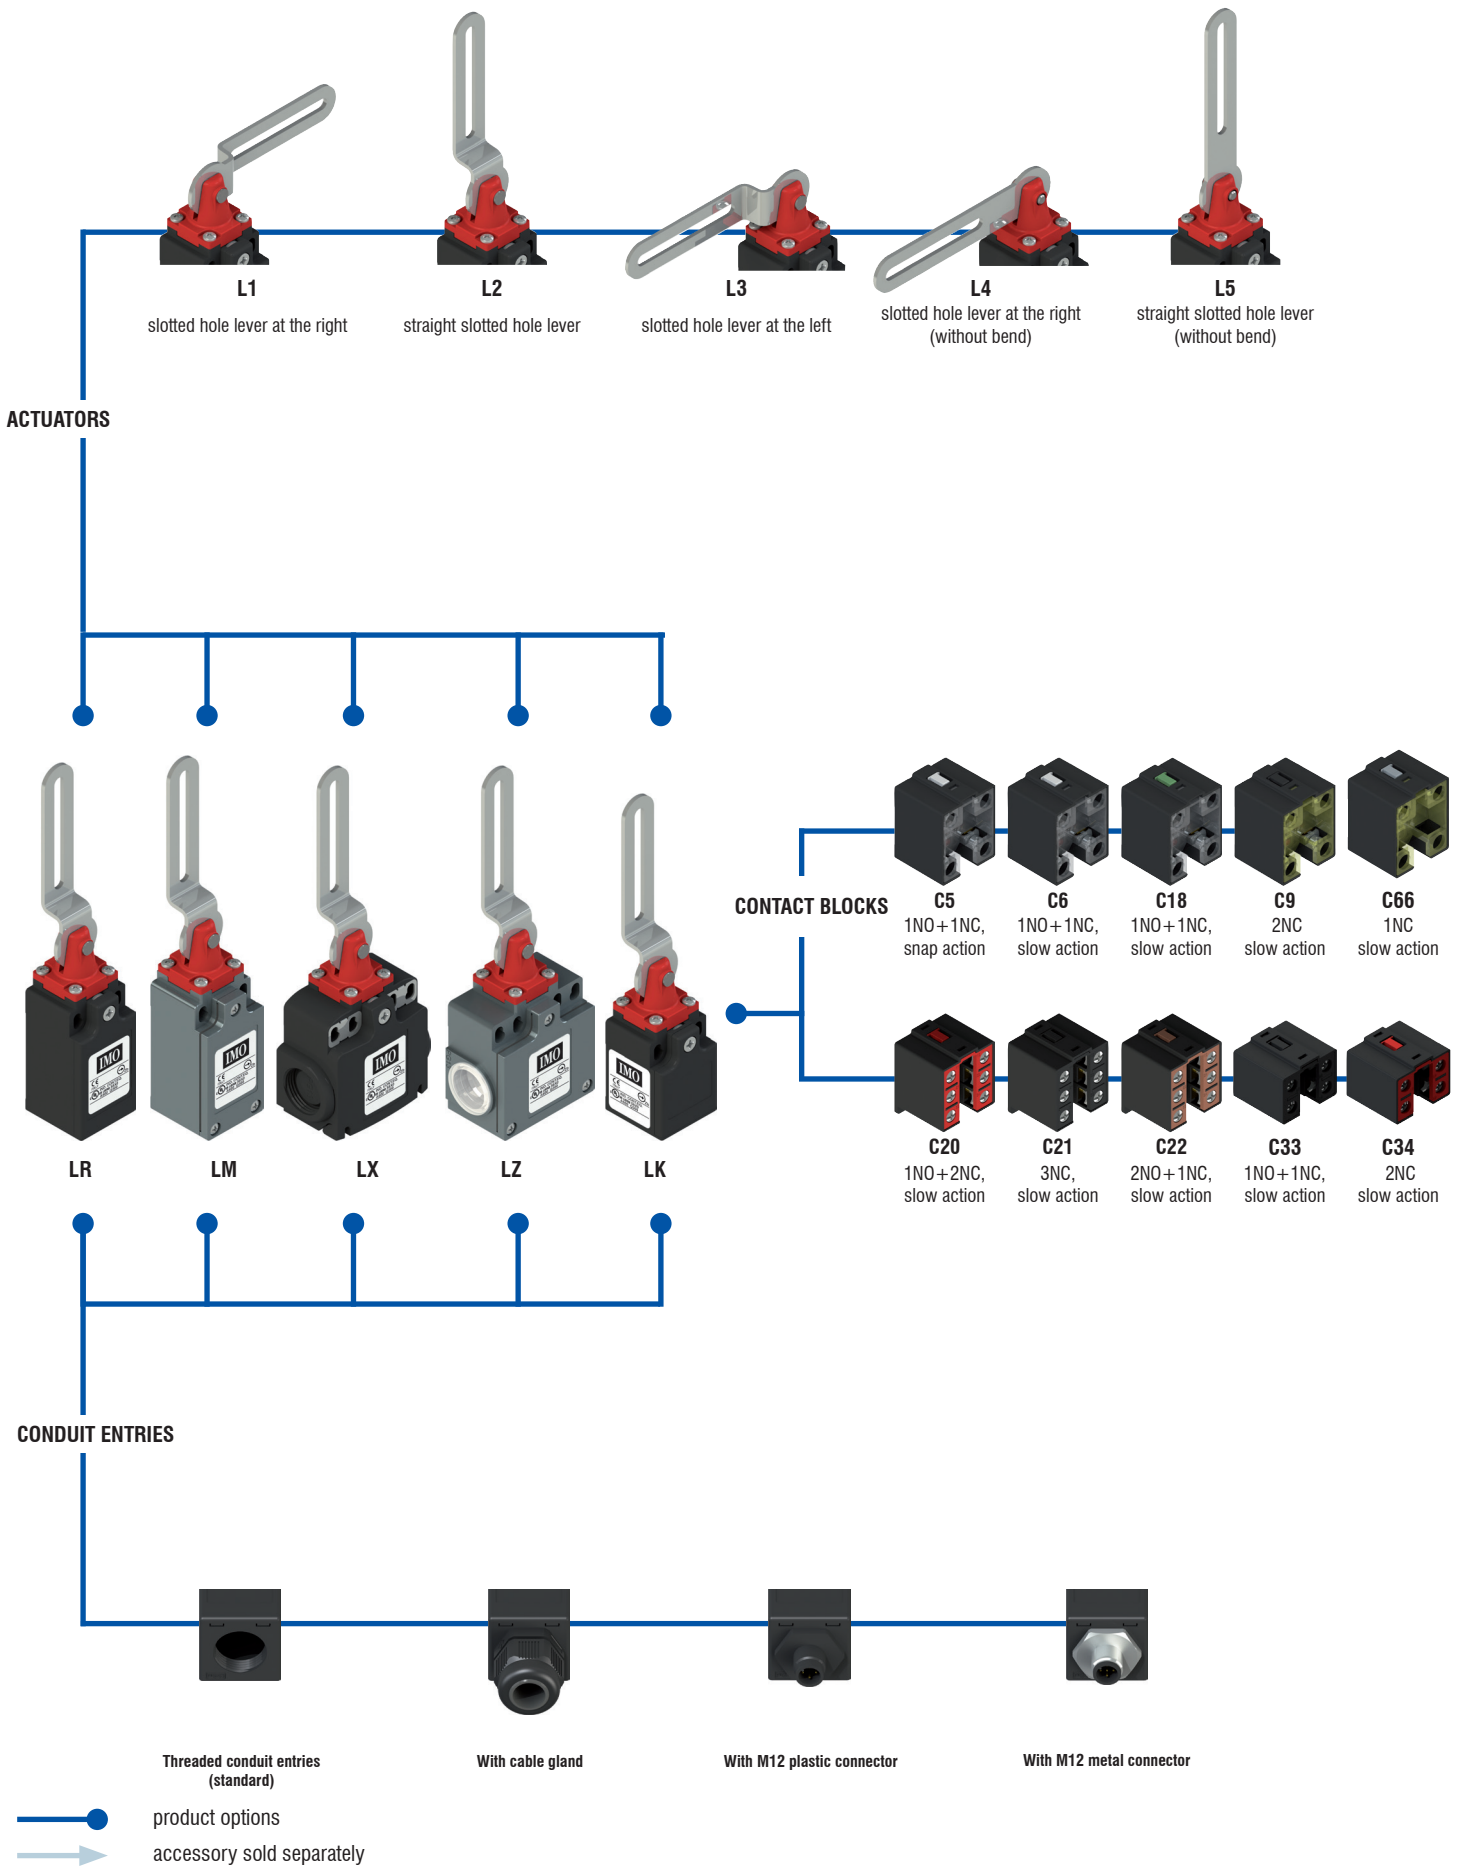 L1
slotted hole lever at the right
L2
straight slotted hole lever
L3
slotted hole lever at the left
L4
slotted hole lever at the right
(without bend)
L5
straight slotted hole lever
(without bend)
ACTUATORS
IMO
IMO
IMO
IMO
IMO
LR
LM
LX
LZ
LK
CONTACT BLOCKS
C5
1NO+1NC,
snap action
C6
1NO+1NC,
slow action
C18
1NO+1NC,
slow action
C9
2NC
slow action
C66
1NC
slow action
C20
1NO+2NC,
slow action
C21
3NC,
slow action
C22
2NO+1NC,
slow action
C33
1NO+1NC,
slow action
C34
2NC
slow action
CONDUIT ENTRIES
Threaded conduit entries
(standard)
With cable gland
With M12 plastic connector
With M12 metal connector
product options
accessory sold separately